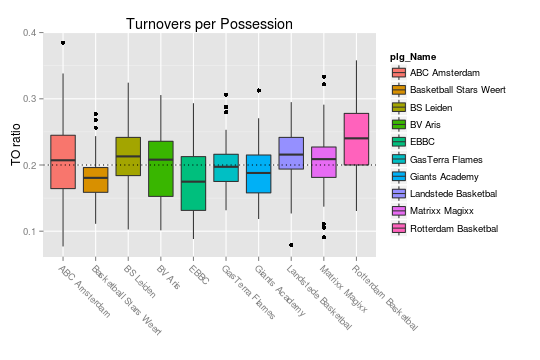 Turnovers per Possession
TO ratio
0.4
0.3
0.2
0.1
ABC Amsterdam
Basketball Stars Weert
BS Leiden
BV Aris
EBBC
GasTerra Flames
Giants Academy
Landstede Basketbal
Matrixx Magixx
Rotterdam Basketbal
plg_Name
ABC Amsterdam
Basketball Stars Weert
BS Leiden
BV Aris
EBBC
GasTerra Flames
Giants Academy
Landstede Basketbal
Matrixx Magixx
Rotterdam Basketbal